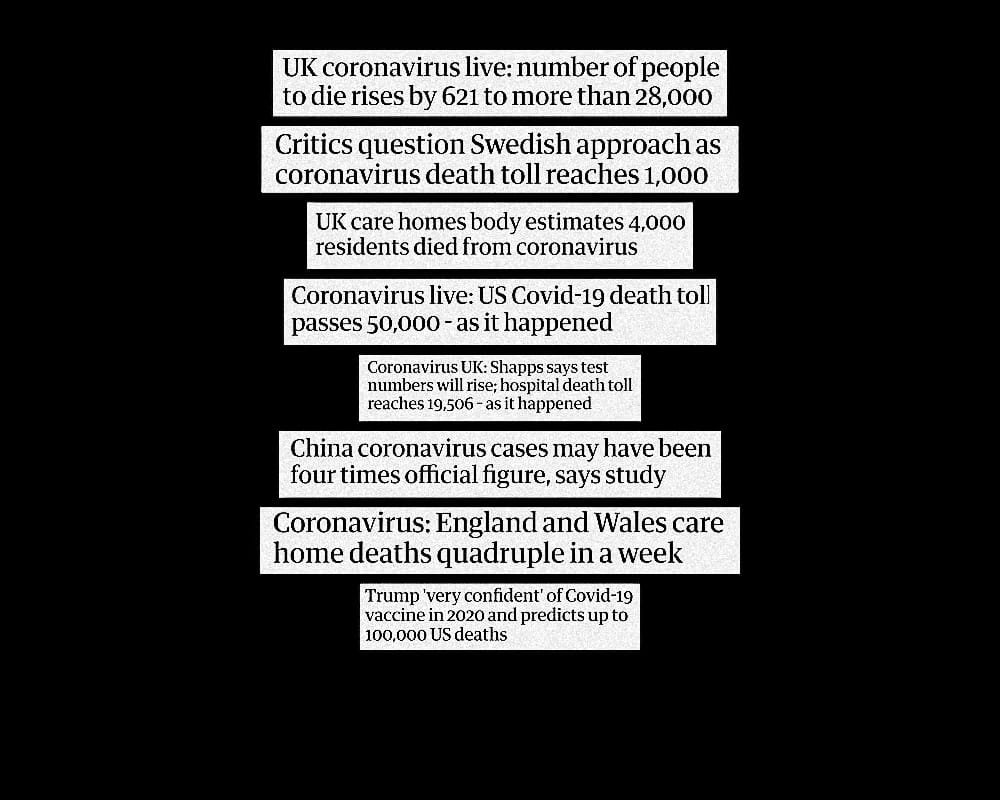 UK coronavirus live: number of people
to die rises by 621 to more than 28,000
Critics question Swedish approach as
coronavirus death toll reaches 1,000
UK care homes body estimates 4,000
residents died from coronavirus
Coronavirus live: US Covid-19 death toll
passes 50,000 - as it happened
Coronavirus UK: Shapps says test
numbers will rise; hospital death toll
reaches 19,506 - as it happened
China coronavirus cases may have been
four times official figure, says study
Coronavirus: England and Wales care
home deaths quadruple in a week
Trump 'very confident' of Covid-19
vaccine in 2020 and predicts up to
100,000 US deaths